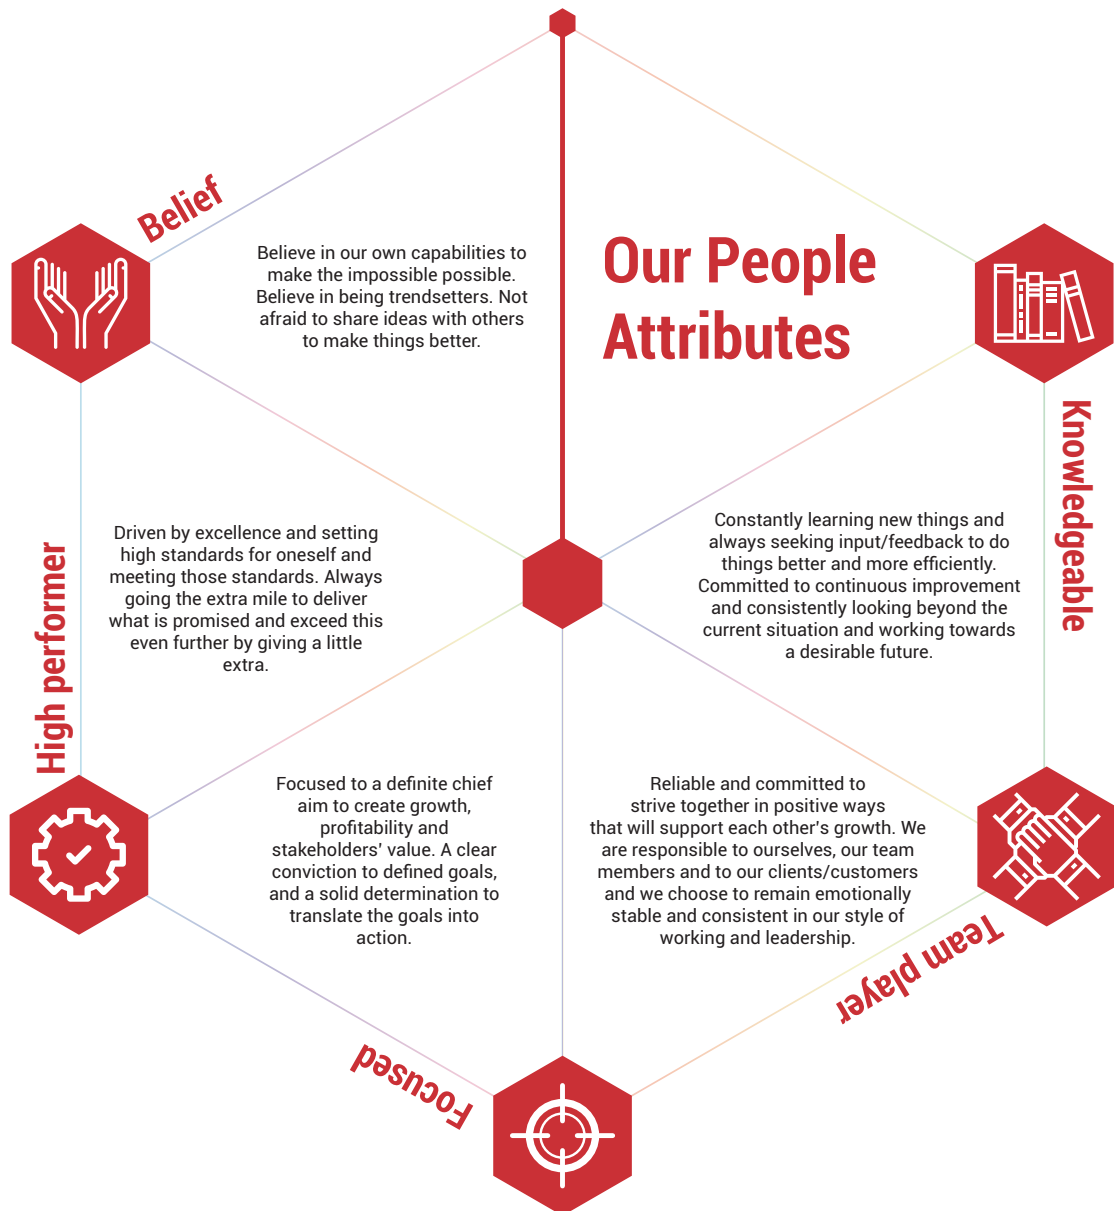 Our People
Attributes
Belief
Believe in our own capabilities to
make the impossible possible.
Believe in being trendsetters. Not
afraid to share ideas with others
to make things better.
Knowledgeable
Constantly learning new things and
always seeking input/feedback to do
things better and more efficiently.
Committed to continuous improvement
and consistently looking beyond the
current situation and working towards
a desirable future.
Team player
Reliable and committed to
strive together in positive ways
that will support each other's growth. We
are responsible to ourselves, our team
members and to our clients/customers
and we choose to remain emotionally
stable and consistent in our style of
working and leadership.
Focused
Focused to a definite chief
aim to create growth,
profitability and
stakeholders' value. A clear
conviction to defined goals,
and a solid determination to
translate the goals into
action.
High performer
Driven by excellence and setting
high standards for oneself and
meeting those standards. Always
going the extra mile to deliver
what is promised and exceed this
even further by giving a little
extra.